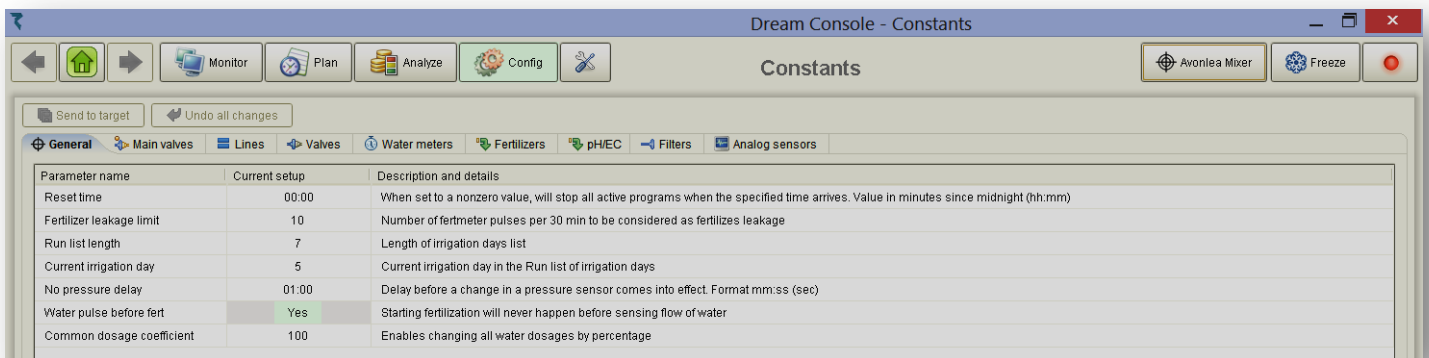 Dream Console - Constants
Monitor Plan Analyze Config Constants Avonlea Mixer Freeze
Send to target Undo all changes
General Main valves Lines Valves Water meters Fertilizers pH/EC Filters Analog sensors
Parameter name Current setup Description and details
Reset time 00:00 When set to a nonzero value, will stop all active programs when the specified time arrives. Value in minutes since midnight (hh:mm)
Fertilizer leakage limit 10 Number of fertmeter pulses per 30 min to be considered as fertilizes leakage
Run list length 7 Length of irrigation days list
Current irrigation day 5 Current irrigation day in the Run list of irrigation days
No pressure delay 01:00 Delay before a change in a pressure sensor comes into effect. Format mm:ss (sec)
Water pulse before fert Yes Starting fertilization will never happen before sensing flow of water
Common dosage coefficient 100 Enables changing all water dosages by percentage